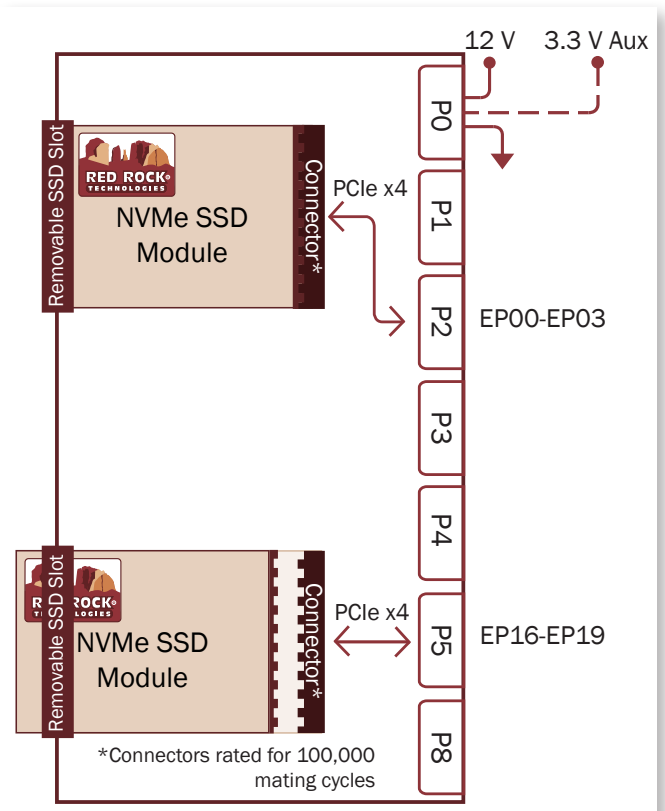 12 V
3.3 V Aux
P0
Removable SSD Slot
RED ROCK®
TECHNOLOGIES
NVMe SSD
Module
Connector*
PCIe x4
P1
P2
EP00-EP03
P3
P4
Removable SSD Slot
NVMe SSD
Module
Connector*
PCIe x4
P5
EP16-EP19
P8
*Connectors rated for 100,000
mating cycles